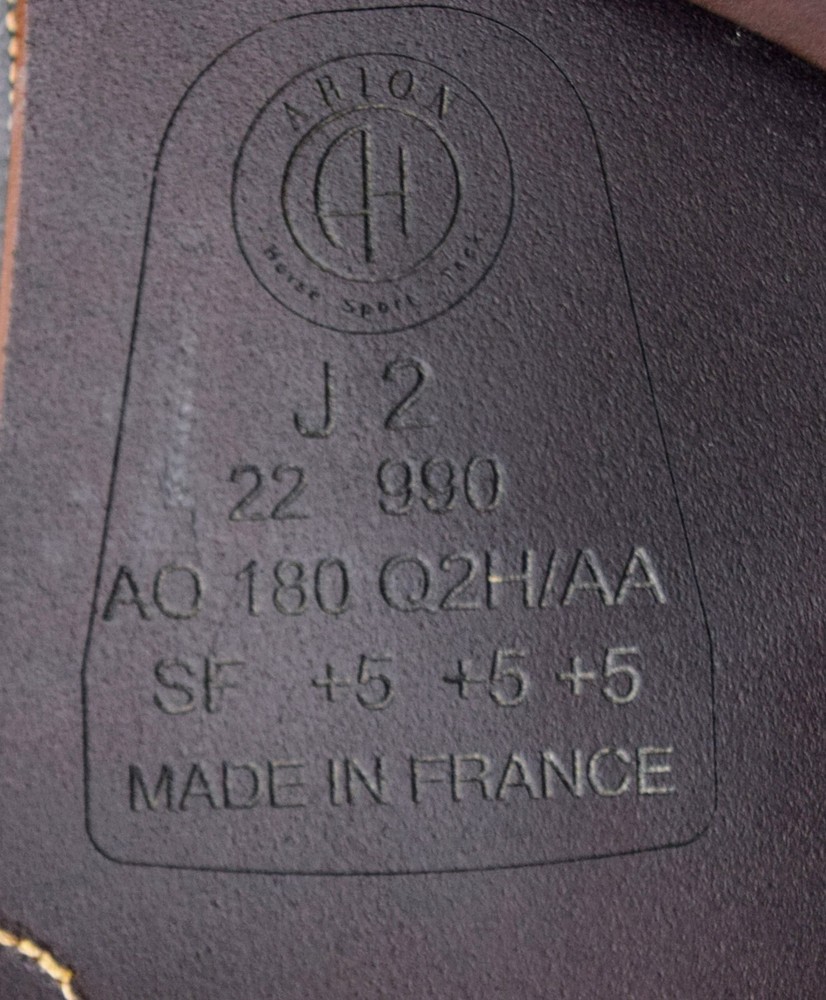 ARION
AH
Horse Sport Tack
J 2
22 990
AO 180 Q2H/AA
SF +5 +5 +5
MADE IN FRANCE